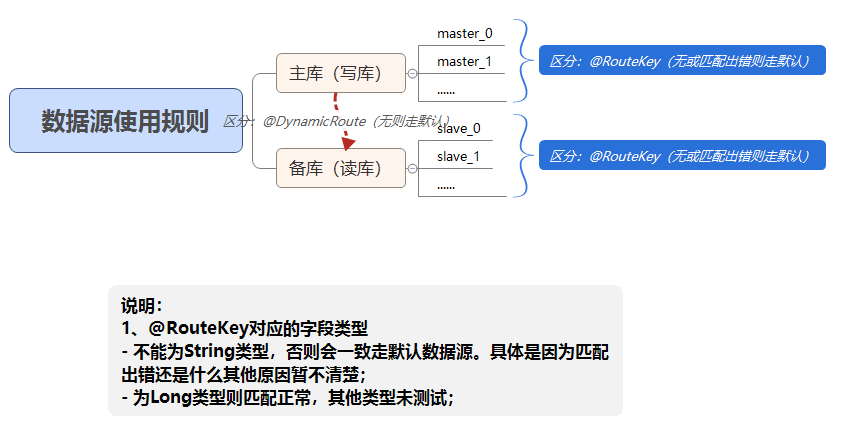 数据源使用规则
主库（写库）
master_0
master_1
......
区分：@RouteKey（无或匹配出错则走默认）
区分：@DynamicRoute（无则走默认）
备库（读库）
slave_0
slave_1
......
区分：@RouteKey（无或匹配出错则走默认）
说明：
1、@RouteKey对应的字段类型
- 不能为String类型，否则会一致走默认数据源。具体是因为匹配
出错还是什么其他原因暂不清楚；
- 为Long类型则匹配正常，其他类型未测试；